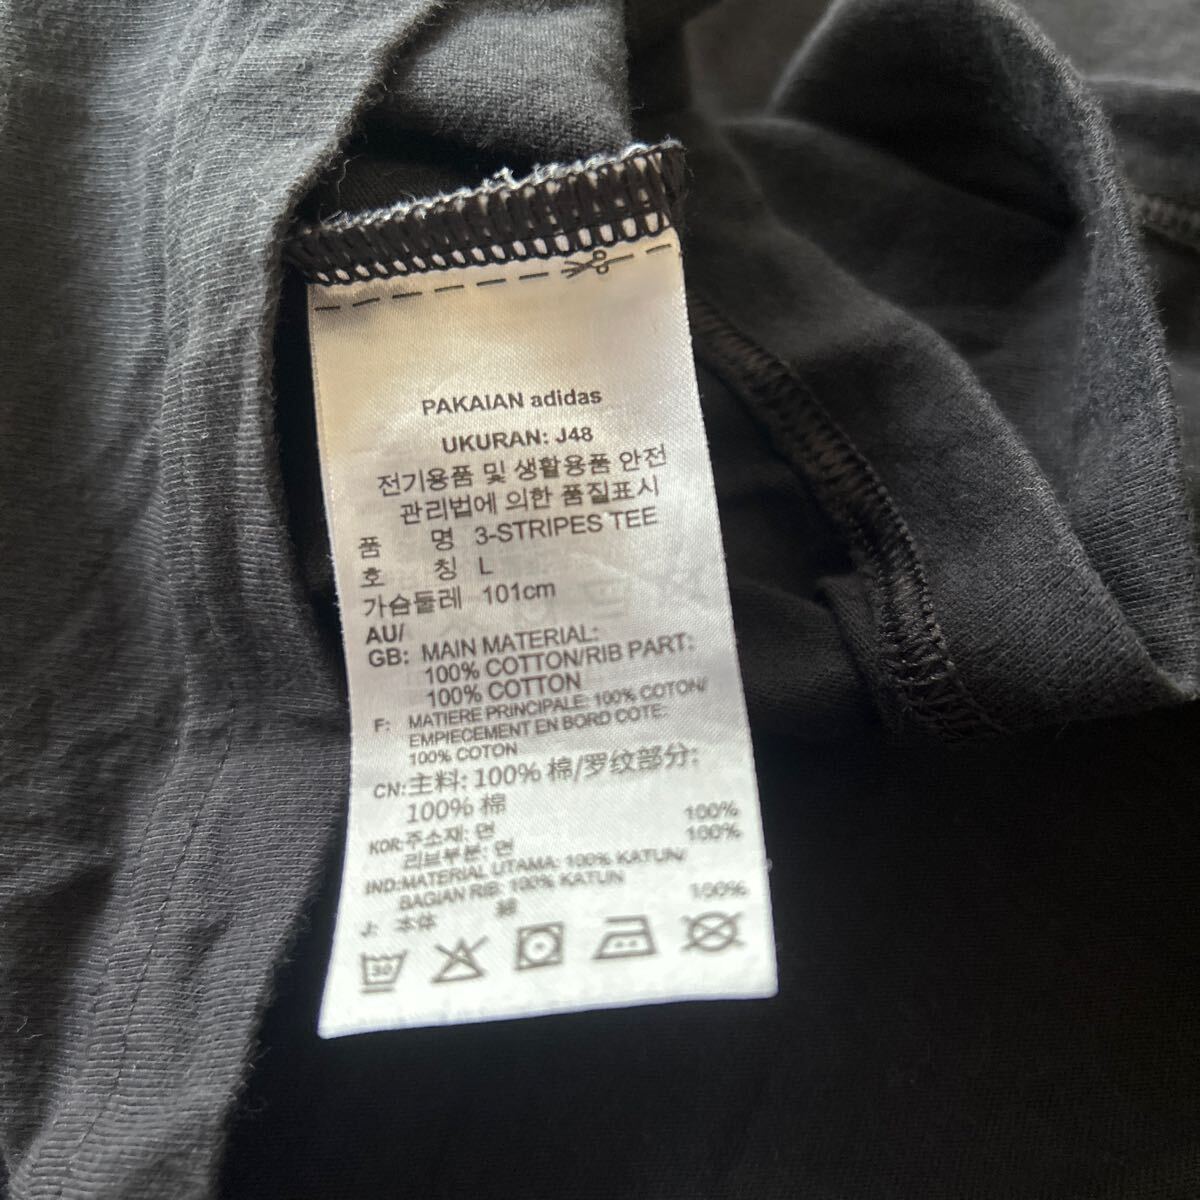 PAKAIAN adidas
UKURAN: J48
전기용품 및 생활용품 안전
관리법에 의한 품질표시
품 명 3-STRIPES TEE
호 칭 L
가슴둘레 101cm
AU/
GB: MAIN MATERIAL:
100% COTTON/RIB PART:
100% COTTON
F: MATIERE PRINCIPALE: 100% COTON/
EMPIECEMENT EN BORD COTE:
100% COTON
CN:主料: 100% 棉/罗纹部分:
100% 棉
KOR:주소재: 면 100%
리브부분: 면 100%
IND:MATERIAL UTAMA: 100% KATUN/
BAGIAN RIB: 100% KATUN
J: 本体 綿 100%
30